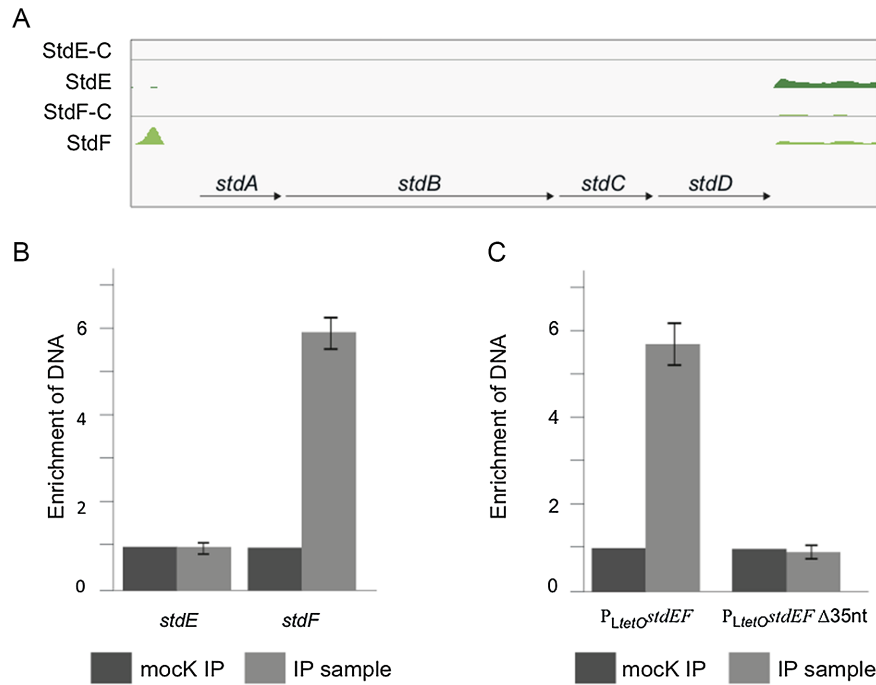 A
StdE-C
StdE
StdF-C
StdF
stdA stdB stdC stdD
B
Enrichment of DNA
6
4
2
0
stdE stdF
mocK IP IP sample
C
Enrichment of DNA
6
4
2
0
PLtetOstdEF PLtetOstdEF Δ35nt
mocK IP IP sample